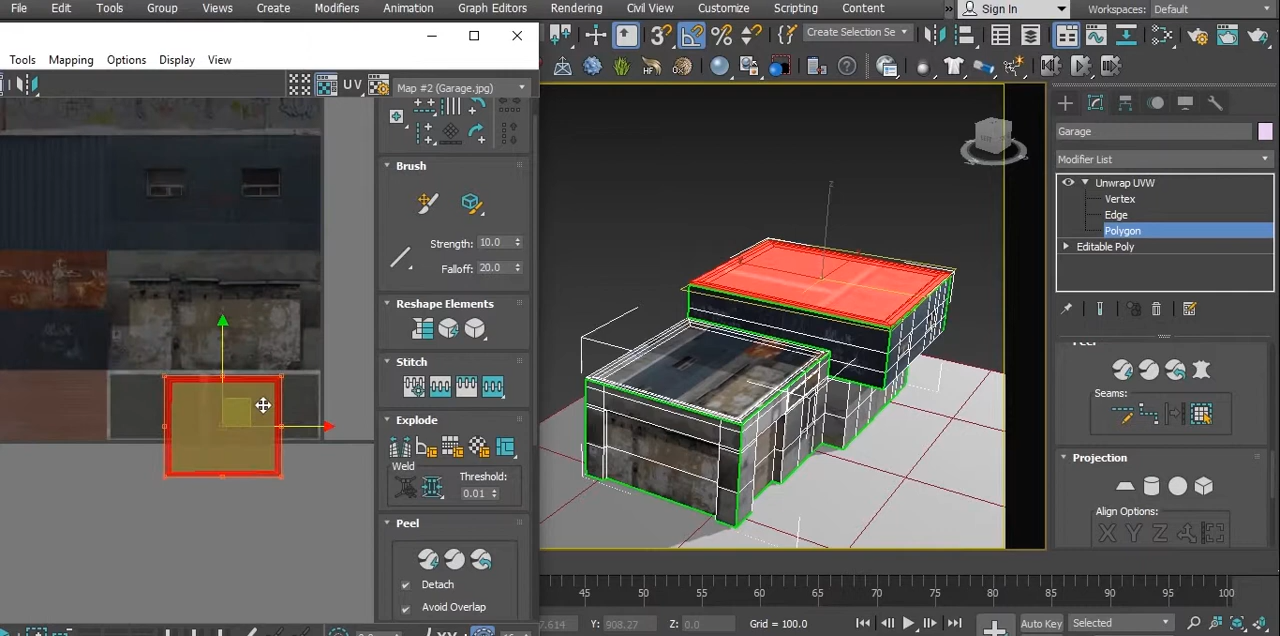 File Edit Tools Group Views Create Modifiers Animation Graph Editors Rendering Civil View Customize Scripting Content » Sign In Workspaces: Default
Create Selection Se
Tools Mapping Options Display View
UV Map #2 (Garage.jpg)
Brush
Strength: 10.0
Falloff: 20.0
Reshape Elements
Stitch
Explode
Weld
Threshold:
0.01
Peel
Detach
Avoid Overlap
Z
Garage
Modifier List
Unwrap UVW
Vertex
Edge
Polygon
Editable Poly
Seams:
Projection
Align Options:
X Y Z
45 50 55 60 65 70 75 80 85 90 95 100
Y: 908.27 Z: 0.0 Grid = 100.0 Auto Key Selected